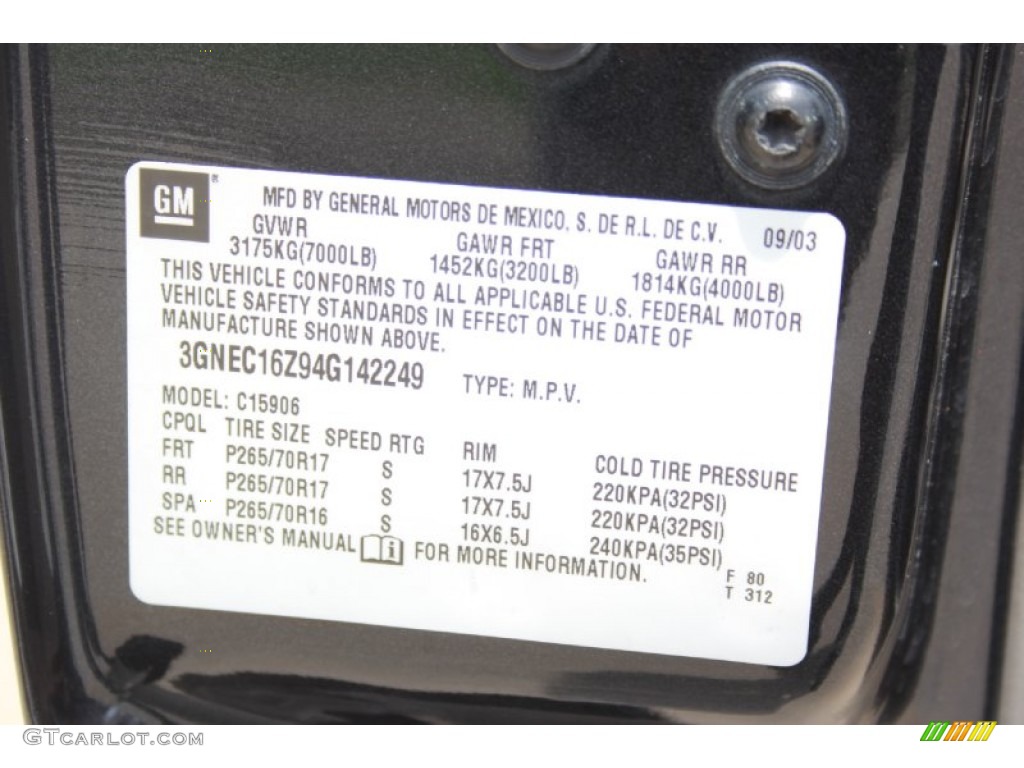 GM®
MFD BY GENERAL MOTORS DE MEXICO, S. DE R.L. DE C.V. 09/03
GVWR GAWR FRT GAWR RR
3175KG(7000LB) 1452KG(3200LB) 1814KG(4000LB)
THIS VEHICLE CONFORMS TO ALL APPLICABLE U.S. FEDERAL MOTOR
VEHICLE SAFETY STANDARDS IN EFFECT ON THE DATE OF
MANUFACTURE SHOWN ABOVE.
3GNEC16Z94G142249 TYPE: M.P.V.
MODEL: C15906
CPQL TIRE SIZE SPEED RTG RIM COLD TIRE PRESSURE
FRT P265/70R17 S 17X7.5J 220KPA(32PSI)
RR P265/70R17 S 17X7.5J 220KPA(32PSI)
SPA P265/70R16 S 16X6.5J 240KPA(35PSI)
SEE OWNER'S MANUAL FOR MORE INFORMATION.
F 80
T 312
GTcarlot.com